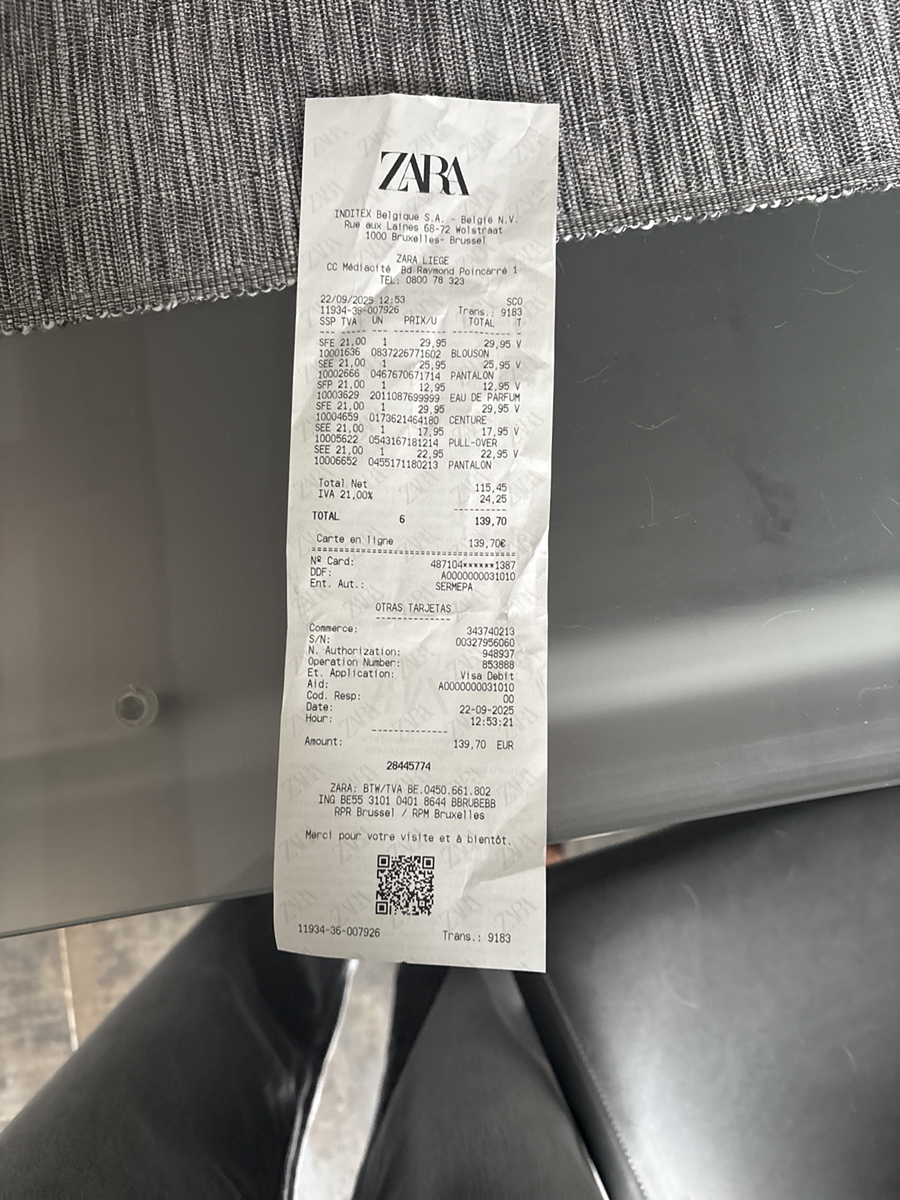 ZARA
INDITEX Belgique S.A. - België N.V.
Rue aux Laines 68-72 Wolstraat
1000 Bruxelles- Brussel
ZARA LIEGE
CC Médiacité Bd Raymond Poincarré 1
TEL: 0800 78 323
22/09/2025 12:53 SCO
11934-36-007926 Trans.: 9183
SSP TVA UN PRIX/U TOTAL T
SFE 21,00 1 29,95 29,95 V
10001636 0837226771602 BLOUSON
SEE 21,00 1 25,95 25,95 V
10002666 0467670671714 PANTALON
SFP 21,00 1 12,95 12,95 V
10003629 2011087699999 EAU DE PARFUM
SFE 21,00 1 29,95 29,95 V
10004659 0173621464180 CENTURE
SEE 21,00 1 17,95 17,95 V
10005622 0543167181214 PULL-OVER
SEE 21,00 1 22,95 22,95 V
10006652 0455171180213 PANTALON
Total Net 115,45
IVA 21,00% 24,25
TOTAL 6 139,70
Carte en ligne 139,70€
Nº Card: 487104******1387
DDF: A0000000031010
Ent. Aut.: SERMEPA
OTRAS TARJETAS
Commerce: 343740213
S/N: 00327956060
N. Authorization: 948937
Operation Number: 853888
Et. Application: Visa Debit
Aid: A0000000031010
Cod. Resp: 00
Date: 22-09-2025
Hour: 12:53:21
Amount: 139,70 EUR
28445774
ZARA: BTW/TVA BE.0450.661.802
ING BE55 3101 0401 8644 BBRUBEBB
RPR Brussel / RPM Bruxelles
Merci pour votre visite et à bientôt.
11934-36-007926 Trans.: 9183